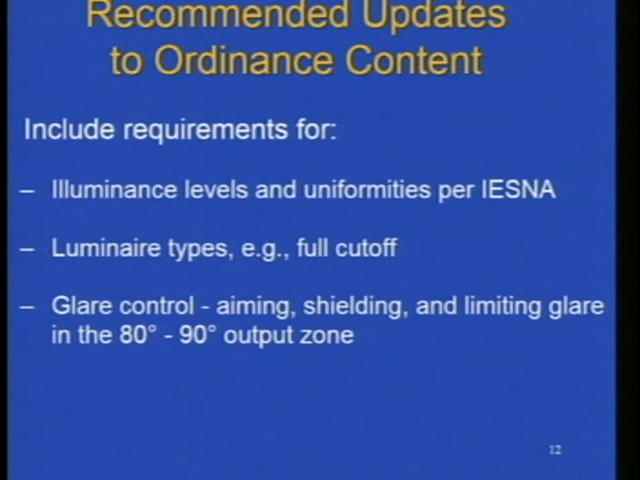 Recommended Updates
to Ordinance Content
Include requirements for:
– Illuminance levels and uniformities per IESNA
– Luminaire types, e.g., full cutoff
– Glare control - aiming, shielding, and limiting glare
in the 80° - 90° output zone
12